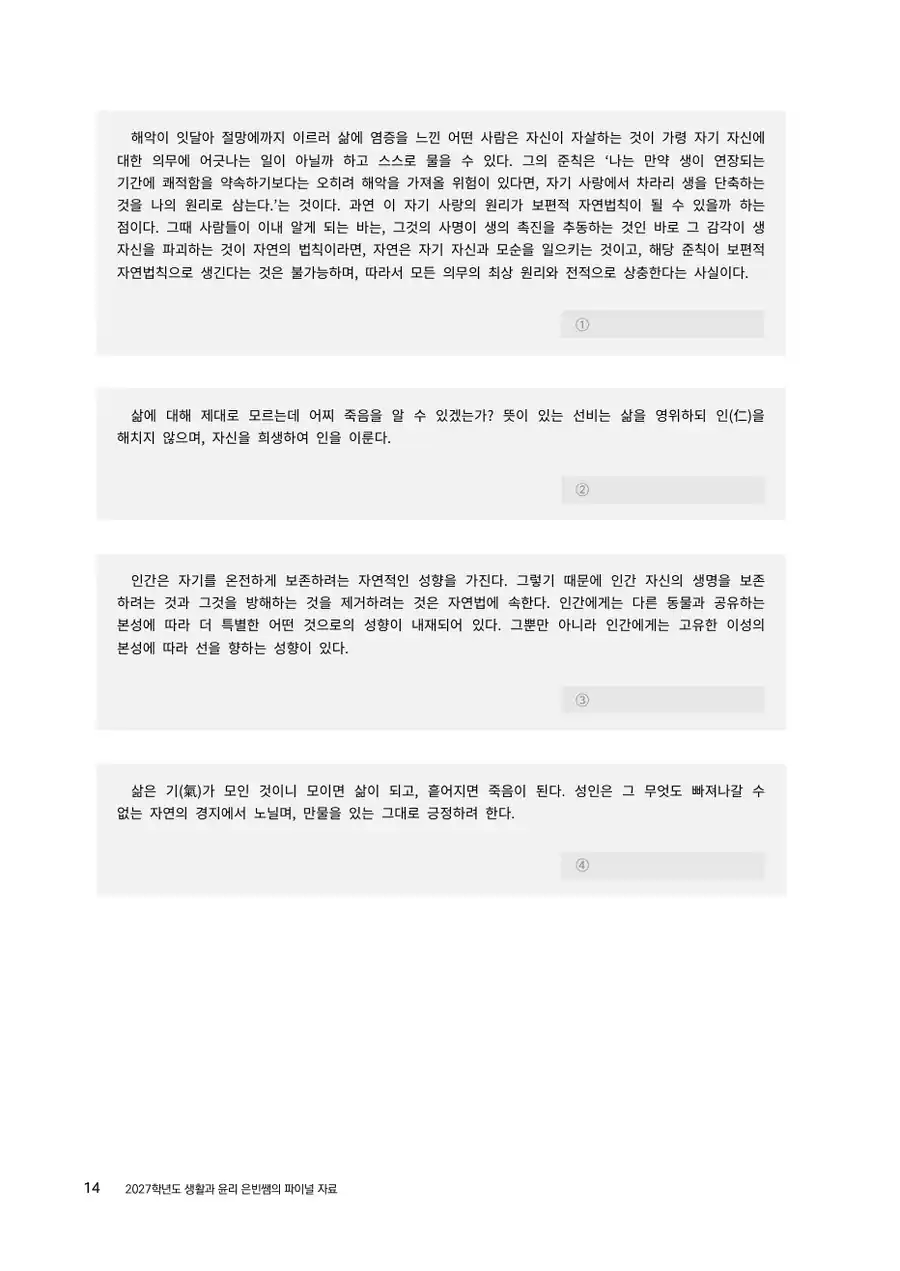 해악이 잇달아 절망에까지 이르러 삶에 염증을 느낀 어떤 사람은 자신이 자살하는 것이 가령 자기 자신에
대한 의무에 어긋나는 일이 아닐까 하고 스스로 물을 수 있다. 그의 준칙은 ‘나는 만약 생이 연장되는
기간에 쾌적함을 약속하기보다는 오히려 해악을 가져올 위험이 있다면, 자기 사랑에서 차라리 생을 단축하는
것을 나의 원리로 삼는다.’는 것이다. 과연 이 자기 사랑의 원리가 보편적 자연법칙이 될 수 있을까 하는
점이다. 그때 사람들이 이내 알게 되는 바는, 그것의 사명이 생의 촉진을 추동하는 것인 바로 그 감각이 생
자신을 파괴하는 것이 자연의 법칙이라면, 자연은 자기 자신과 모순을 일으키는 것이고, 해당 준칙이 보편적
자연법칙으로 생긴다는 것은 불가능하며, 따라서 모든 의무의 최상 원리와 전적으로 상충한다는 사실이다.
①
삶에 대해 제대로 모르는데 어찌 죽음을 알 수 있겠는가? 뜻이 있는 선비는 삶을 영위하되 인(仁)을
해치지 않으며, 자신을 희생하여 인을 이룬다.
②
인간은 자기를 온전하게 보존하려는 자연적인 성향을 가진다. 그렇기 때문에 인간 자신의 생명을 보존
하려는 것과 그것을 방해하는 것을 제거하려는 것은 자연법에 속한다. 인간에게는 다른 동물과 공유하는
본성에 따라 더 특별한 어떤 것으로의 성향이 내재되어 있다. 그뿐만 아니라 인간에게는 고유한 이성의
본성에 따라 선을 향하는 성향이 있다.
③
삶은 기(氣)가 모인 것이니 모이면 삶이 되고, 흩어지면 죽음이 된다. 성인은 그 무엇도 빠져나갈 수
없는 자연의 경지에서 노닐며, 만물을 있는 그대로 긍정하려 한다.
④
14 2027학년도 생활과 윤리 은빈쌤의 파이널 자료